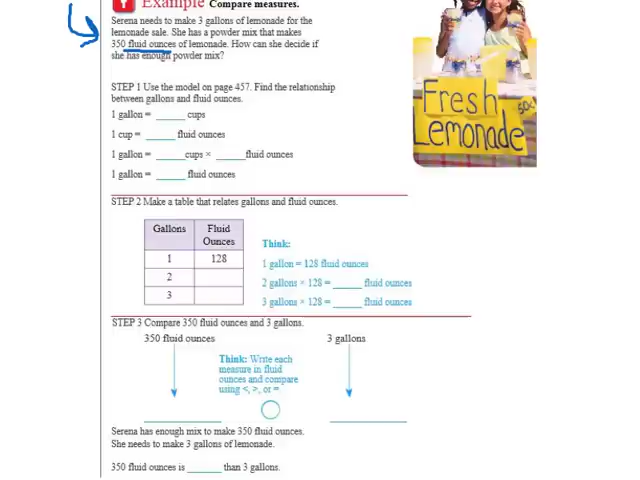 Example Compare measures.
Serena needs to make 3 gallons of lemonade for the
lemonade sale. She has a powder mix that makes
350 fluid ounces of lemonade. How can she decide if
she has enough powder mix?
Fresh
50¢
Lemonade
STEP 1 Use the model on page 457. Find the relationship
between gallons and fluid ounces.
1 gallon = ______ cups
1 cup = ______ fluid ounces
1 gallon = ______ cups × ______ fluid ounces
1 gallon = ______ fluid ounces
STEP 2 Make a table that relates gallons and fluid ounces.
Gallons Fluid Ounces
1 128
2
3
Think:
1 gallon = 128 fluid ounces
2 gallons × 128 = ______ fluid ounces
3 gallons × 128 = ______ fluid ounces
STEP 3 Compare 350 fluid ounces and 3 gallons.
350 fluid ounces 3 gallons
Think: Write each
measure in fluid
ounces and compare
using <, >, or =
Serena has enough mix to make 350 fluid ounces.
She needs to make 3 gallons of lemonade.
350 fluid ounces is ______ than 3 gallons.